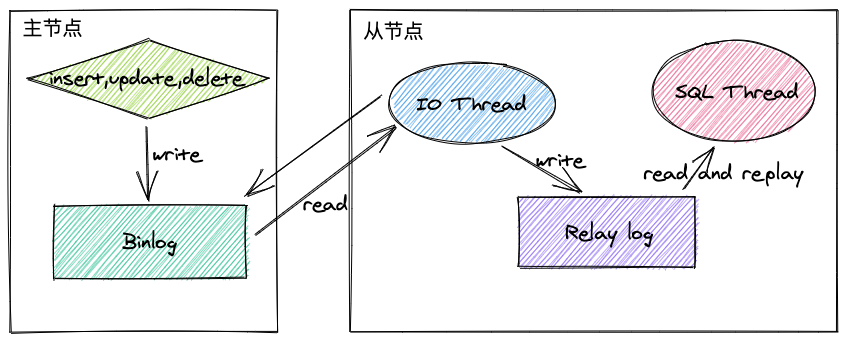 主节点
insert,update,delete
write
Binlog
read
从节点
IO Thread
write
Relay log
SQL Thread
read and replay